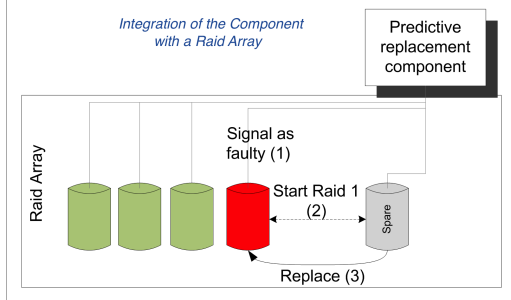 Integration of the Component
with a Raid Array
Predictive
replacement
component
Raid Array
Signal as
faulty (1)
Start Raid 1
(2)
Spare
Replace (3)